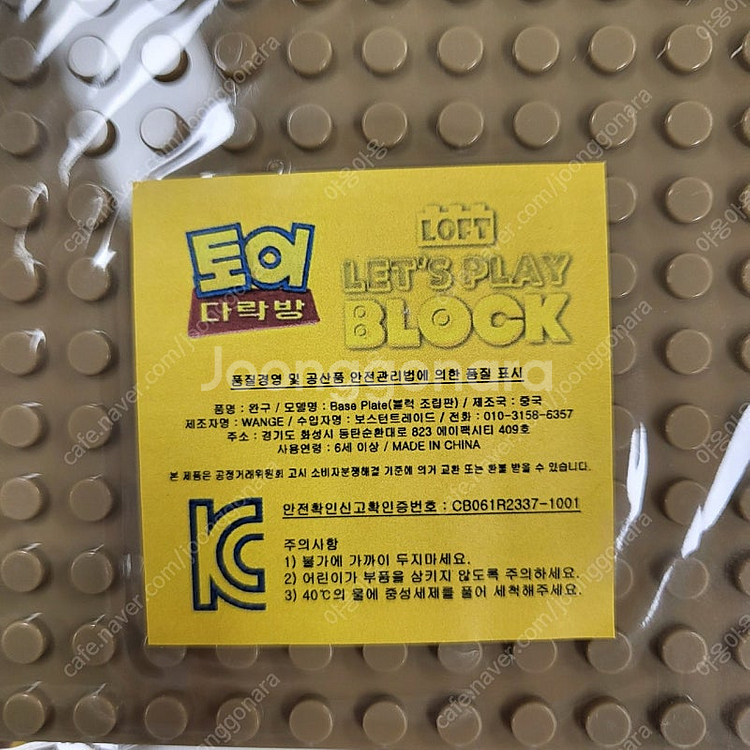 토이
다락방
LOFT
LET'S PLAY
BLOCK
Joonggonara
품질경영 및 공산품 안전관리법에 의한 품질 표시
품명 : 완구 / 모델명 : Base Plate(블럭 조립판) / 제조국 : 중국
제조자명 : WANGE / 수입자명 : 보스턴트레이드 / 전화 : 010-3158-6357
주소 : 경기도 화성시 동탄순환대로 823 에이팩시티 409호
사용연령 : 6세 이상 / MADE IN CHINA
본 제품은 공정거래위원회 고시 소비자분쟁해결 기준에 의거 교환 또는 환불 받을 수 있습니다.
KC
안전확인신고확인증번호 : CB061R2337-1001
주의사항
1) 불가에 가까이 두지마세요.
2) 어린이가 부품을 삼키지 않도록 주의하세요.
3) 40℃의 물에 중성세제를 풀어 세척해주세요.
cafe.naver.com/joonggonara